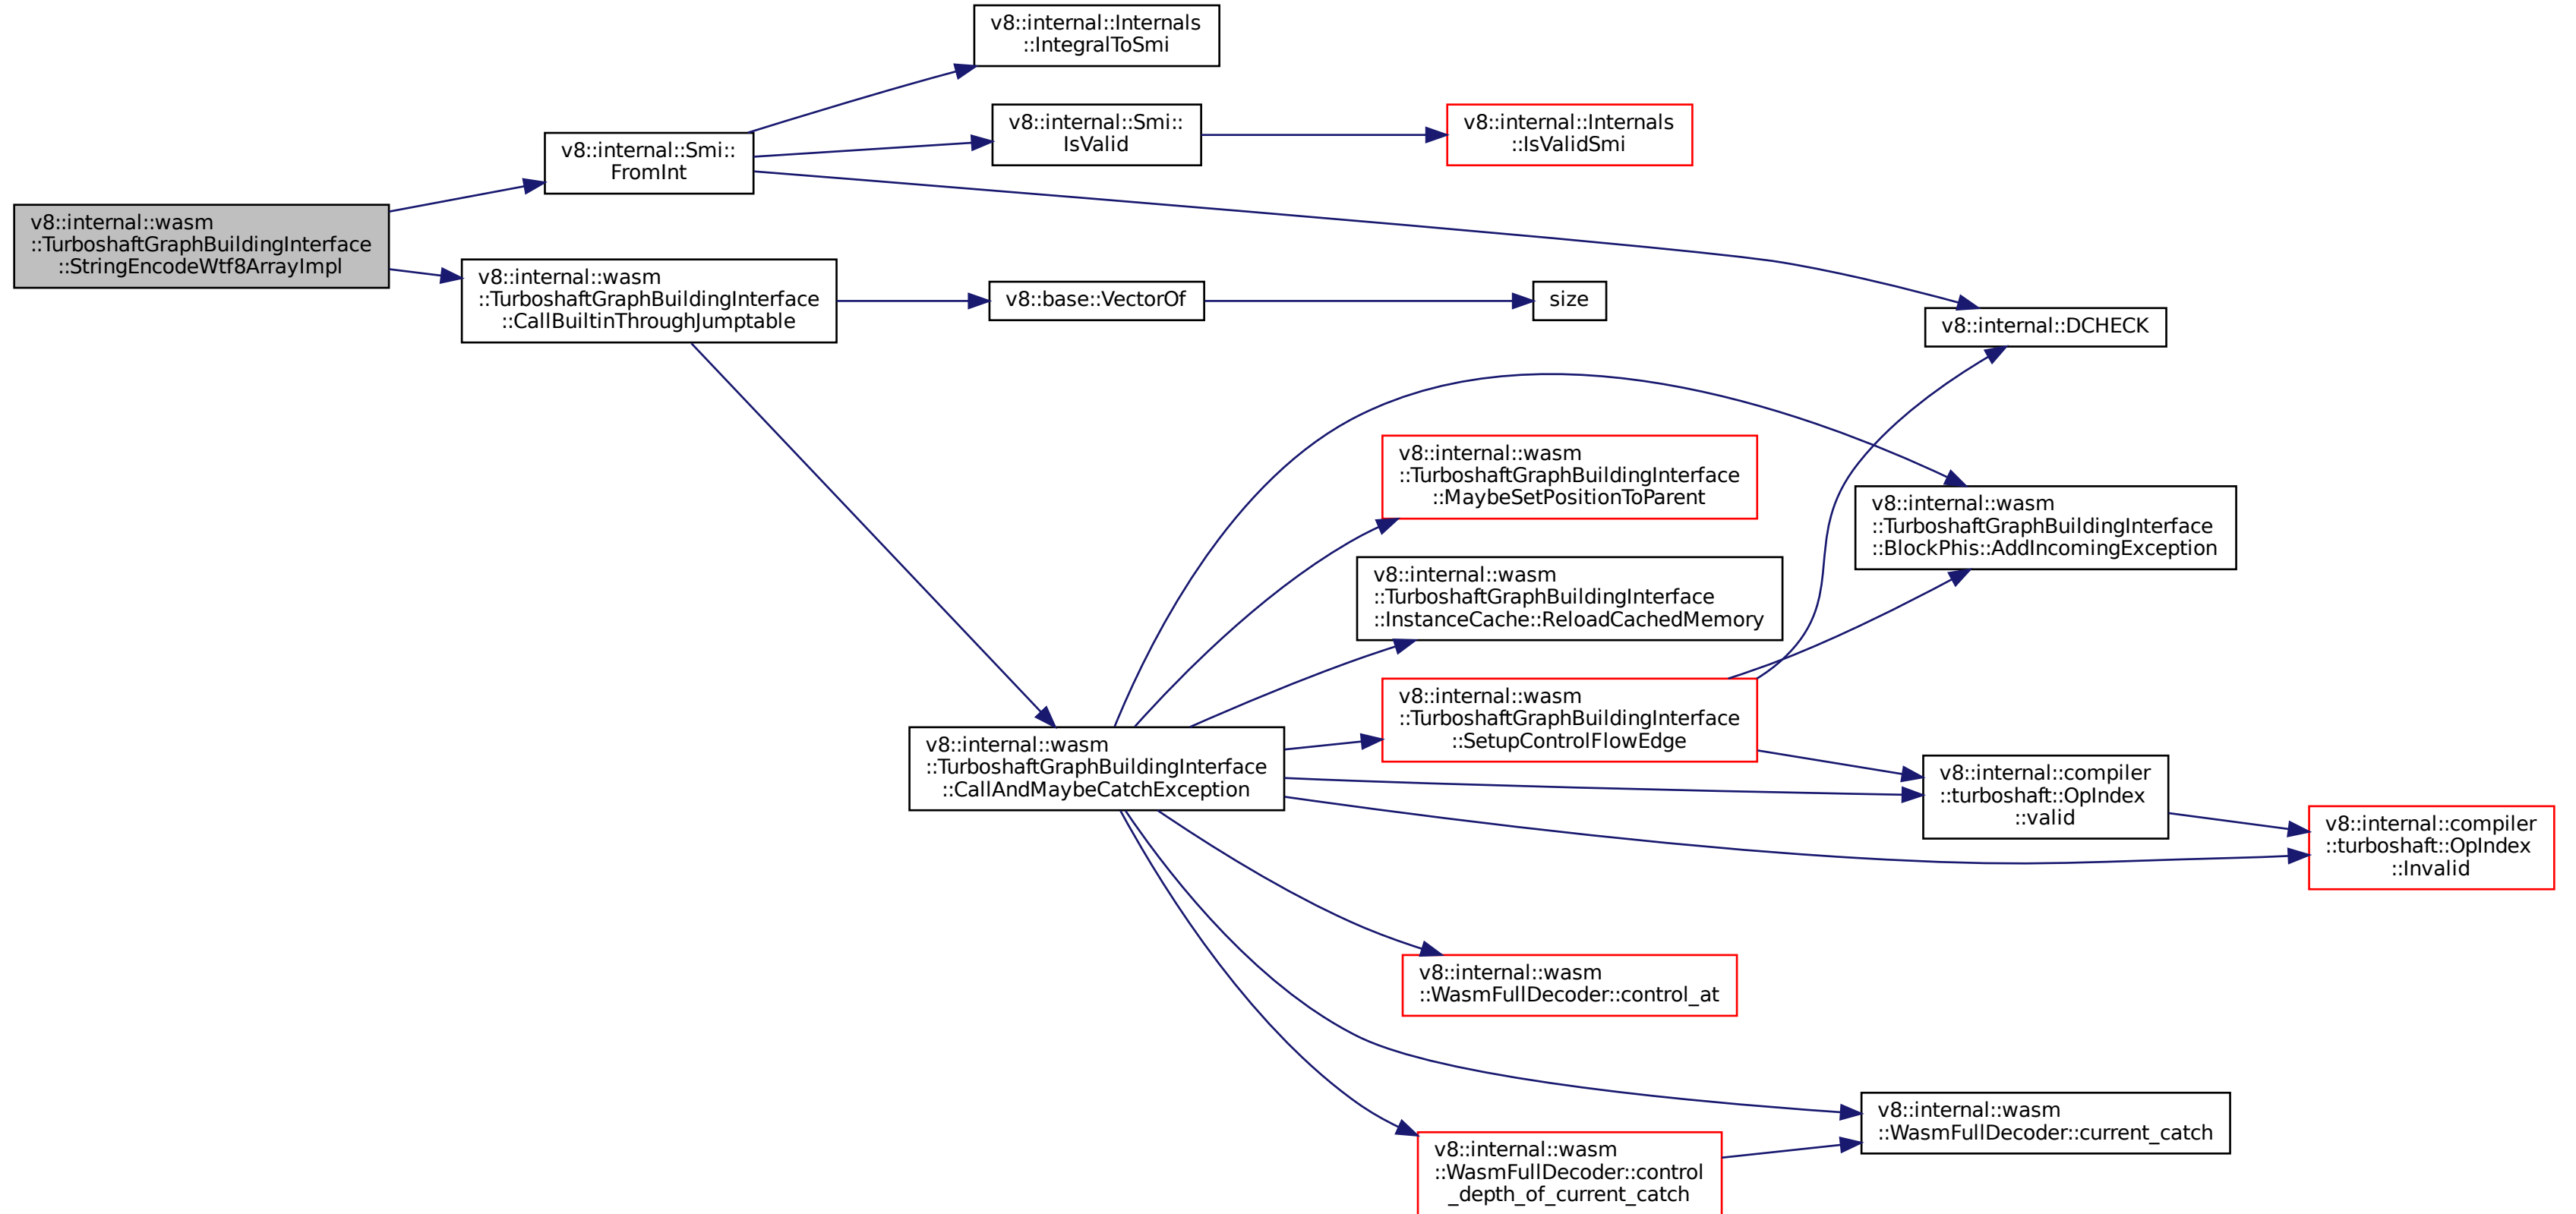 v8::internal::wasm
::TurboshaftGraphBuildingInterface
::StringEncodeWtf8ArrayImpl
v8::internal::Smi::
FromInt
v8::internal::Internals
::IntegralToSmi
v8::internal::Smi::
IsValid
v8::internal::Internals
::IsValidSmi
v8::internal::DCHECK
v8::internal::wasm
::TurboshaftGraphBuildingInterface
::CallBuiltinThroughJumptable
v8::base::VectorOf
size
v8::internal::wasm
::TurboshaftGraphBuildingInterface
::CallAndMaybeCatchException
v8::internal::wasm
::TurboshaftGraphBuildingInterface
::MaybeSetPositionToParent
v8::internal::wasm
::TurboshaftGraphBuildingInterface
::BlockPhis::AddIncomingException
v8::internal::wasm
::TurboshaftGraphBuildingInterface
::InstanceCache::ReloadCachedMemory
v8::internal::wasm
::TurboshaftGraphBuildingInterface
::SetupControlFlowEdge
v8::internal::compiler
::turboshaft::OpIndex
::valid
v8::internal::compiler
::turboshaft::OpIndex
::Invalid
v8::internal::wasm
::WasmFullDecoder::control_at
v8::internal::wasm
::WasmFullDecoder::current_catch
v8::internal::wasm
::WasmFullDecoder::control
_depth_of_current_catch